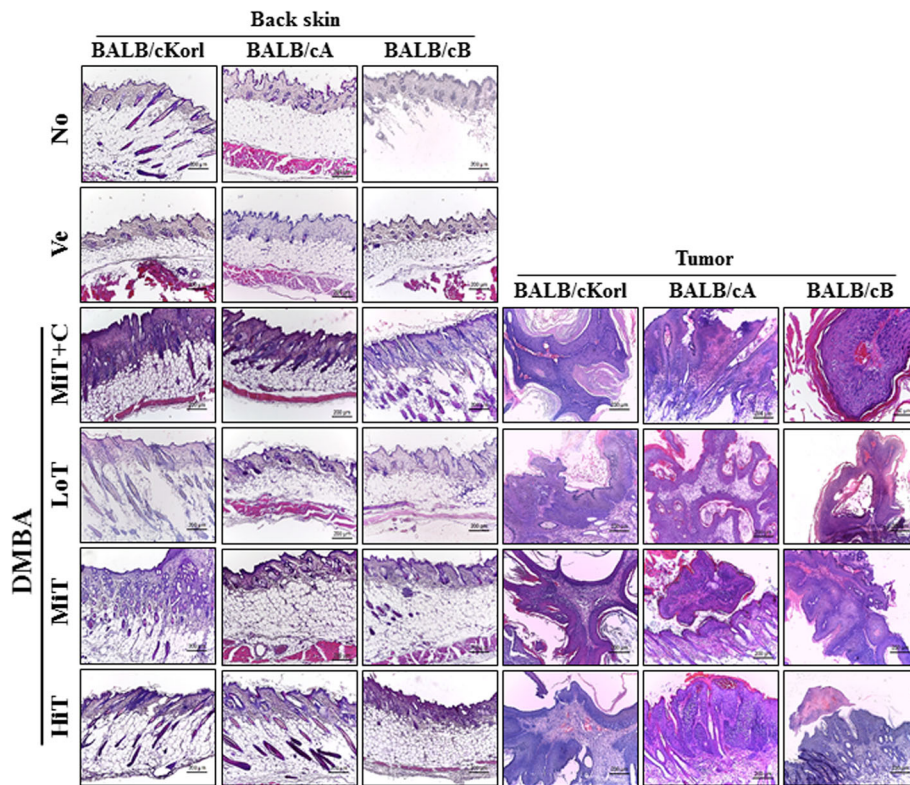 Back skin
BALB/cKorl BALB/cA BALB/cB
No
Ve
Tumor
BALB/cKorl BALB/cA BALB/cB
DMBA
MiT+C
LoT
MiT
HiT